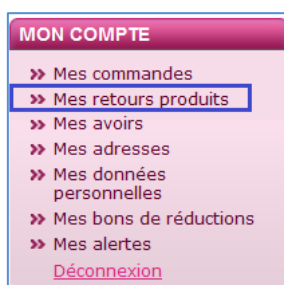 MON COMPTE
>> Mes commandes
>> Mes retours produits
>> Mes avoirs
>> Mes adresses
>> Mes données
personnelles
>> Mes bons de réductions
>> Mes alertes
Déconnexion